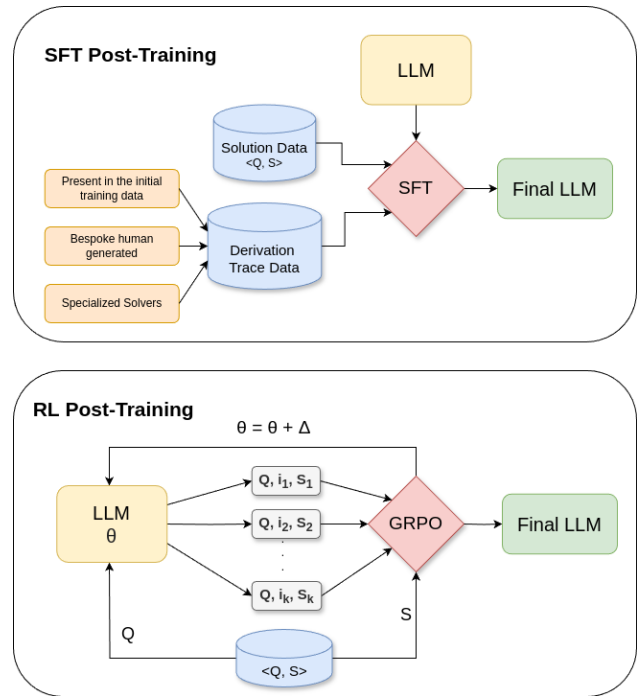 SFT Post-Training
LLM
Solution Data
<Q, S>
SFT
Final LLM
Present in the initial
training data
Bespoke human
generated
Specialized Solvers
Derivation
Trace Data
RL Post-Training
θ = θ + Δ
LLM
θ
Q, i₁, S₁
Q, i₂, S₂
.
.
.
Q, iₖ, Sₖ
GRPO
Final LLM
Q
S
<Q, S>